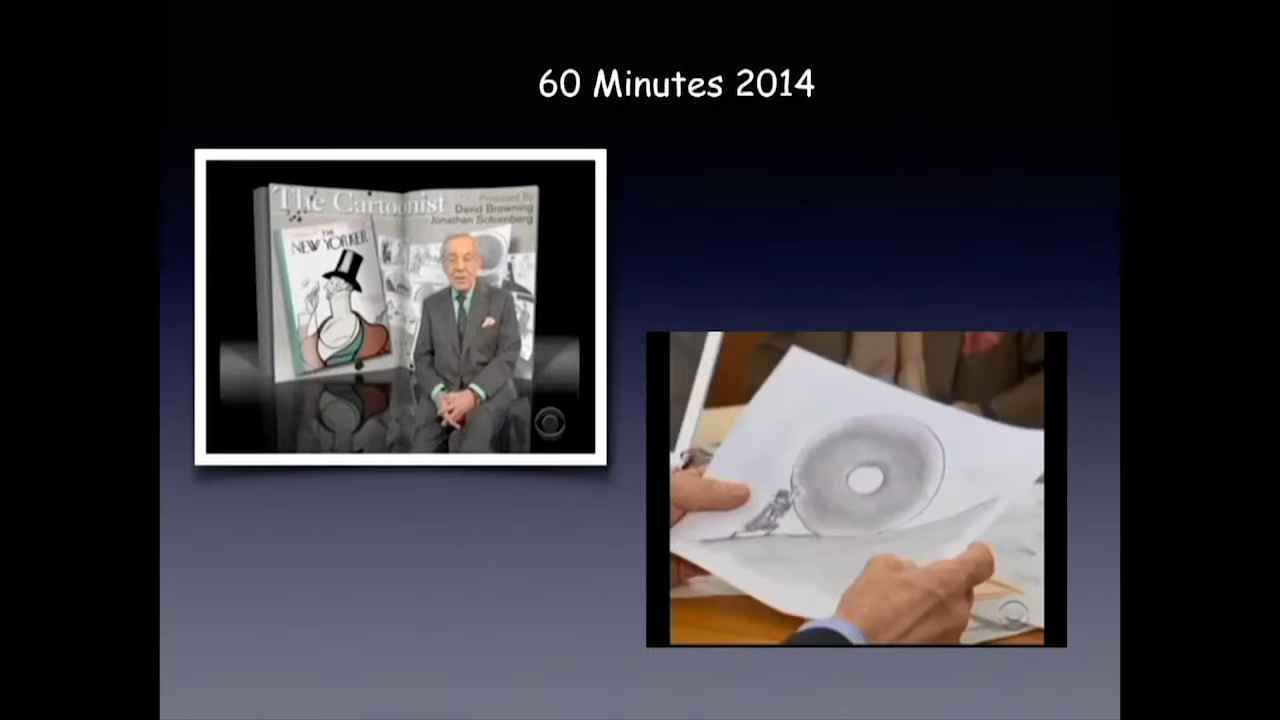 60 Minutes 2014
The Cartoonist
Produced By
David Browning
Jonathan Schienberg
THE
NEW YORKER